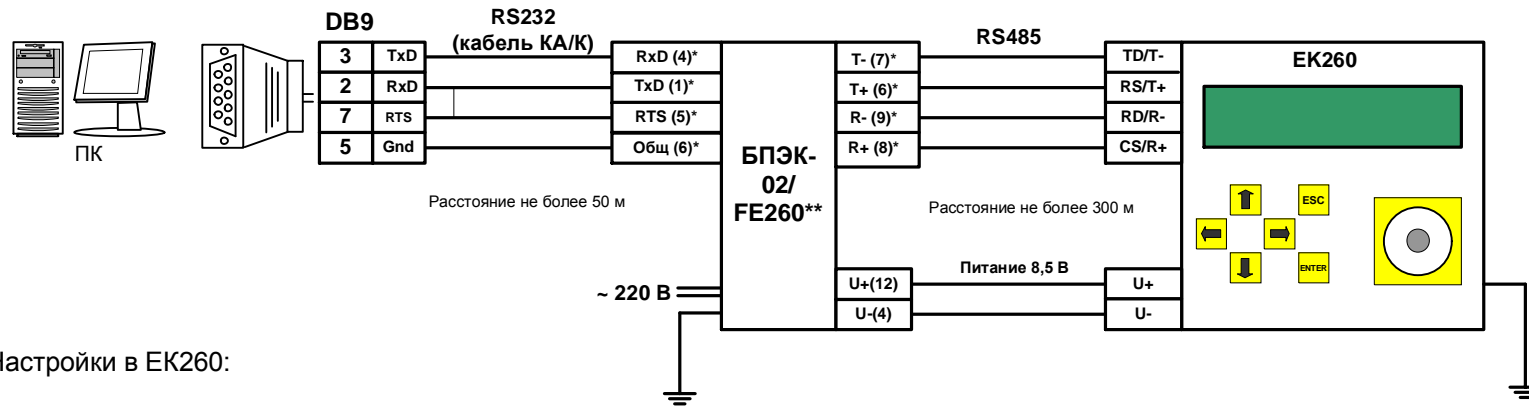 DB9
RS232
(кабель КА/К)
3 TxD
2 RxD
7 RTS
5 Gnd
ПК
RxD (4)*
TxD (1)*
RTS (5)*
Общ (6)*
Расстояние не более 50 м
БПЭК-
02/
FE260**
~ 220 В
T- (7)*
T+ (6)*
R- (9)*
R+ (8)*
U+(12)
U-(4)
RS485
Расстояние не более 300 м
Питание 8,5 В
TD/T-
RS/T+
RD/R-
CS/R+
U+
U-
EK260
ESC
ENTER
Настройки в ЕК260: